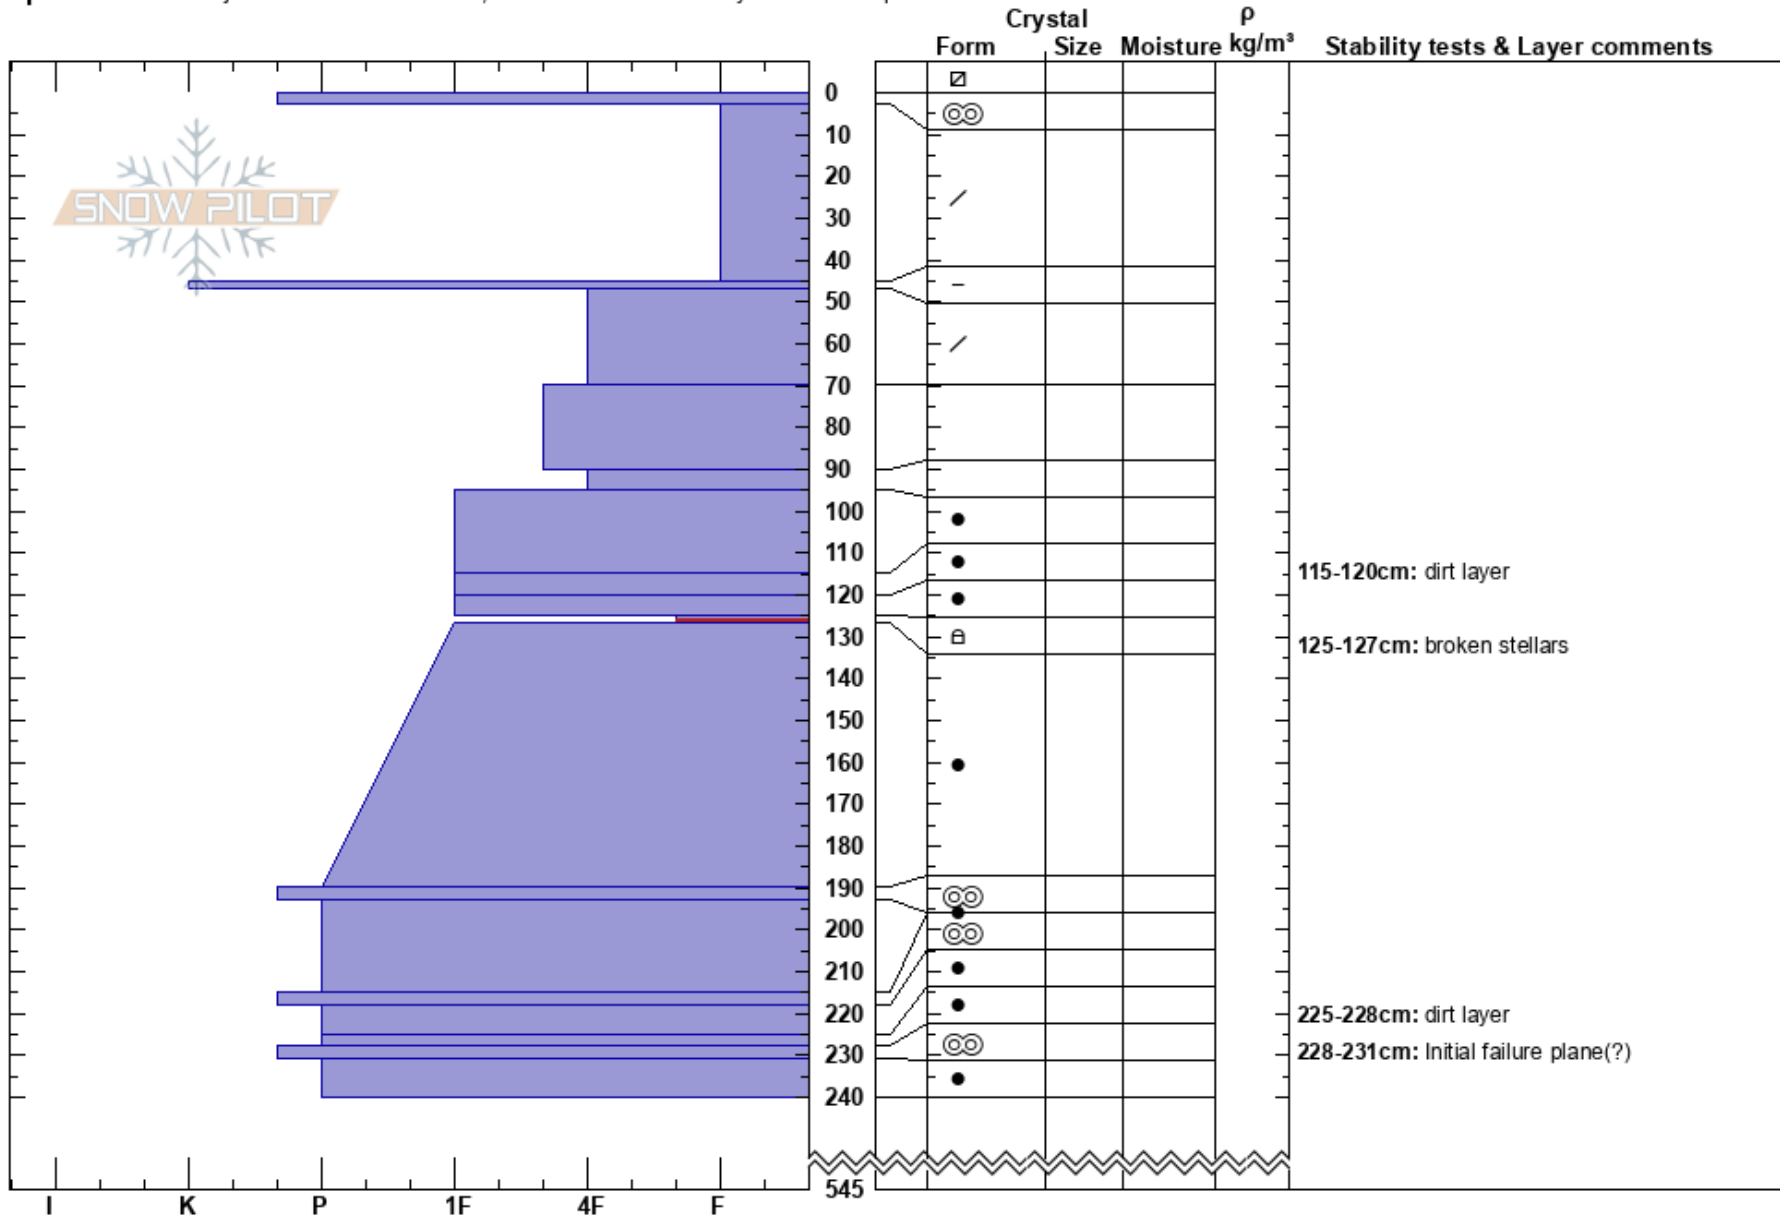 Crystal
ρ
Form Size Moisture kg/m³ Stability tests & Layer comments
0
10
20
SNOW PILOT
30
40
50
60
70
80
90
100
110
115-120cm: dirt layer
120
130
125-127cm: broken stellars
140
150
160
170
180
190
200
210
220
225-228cm: dirt layer
230
228-231cm: Initial failure plane(?)
240
545
I K P 1F 4F F